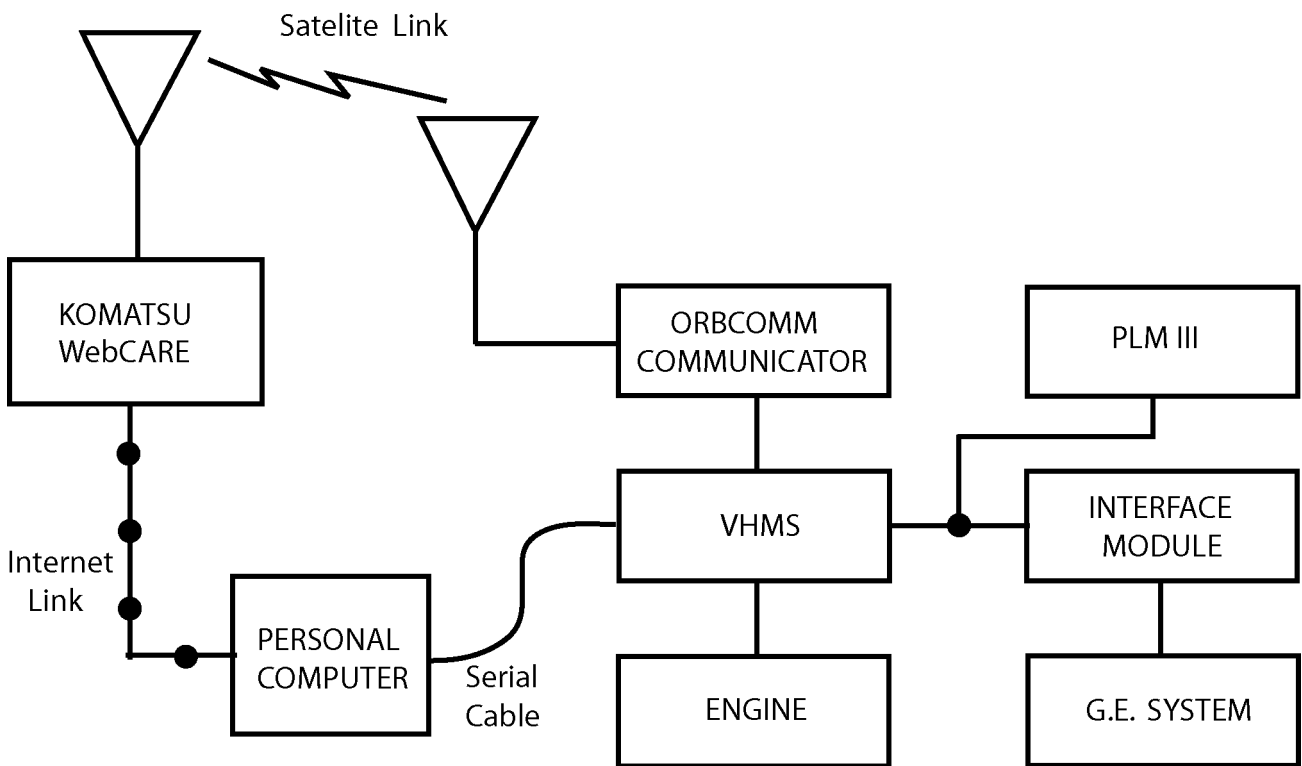 Satelite Link
KOMATSU
WebCARE
ORBCOMM
COMMUNICATOR
PLM III
VHMS
INTERFACE
MODULE
Internet
Link
PERSONAL
COMPUTER
Serial
Cable
ENGINE
G.E. SYSTEM